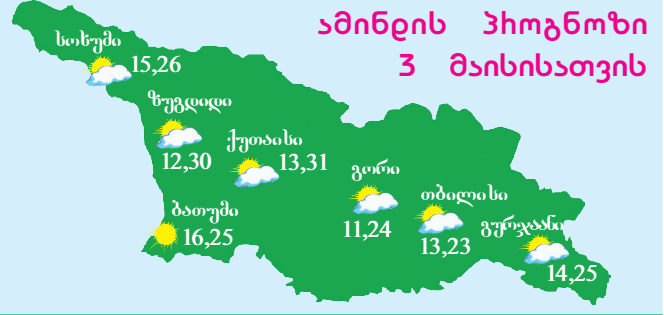 ამინდის პროგნოზი
3 მაისისათვის
სოხუმი
15,26
ზუგდიდი
12,30
ქუთაისი
13,31
გორი
11,24
თბილისი
13,23
გურჯაანი
14,25
ბათუმი
16,25